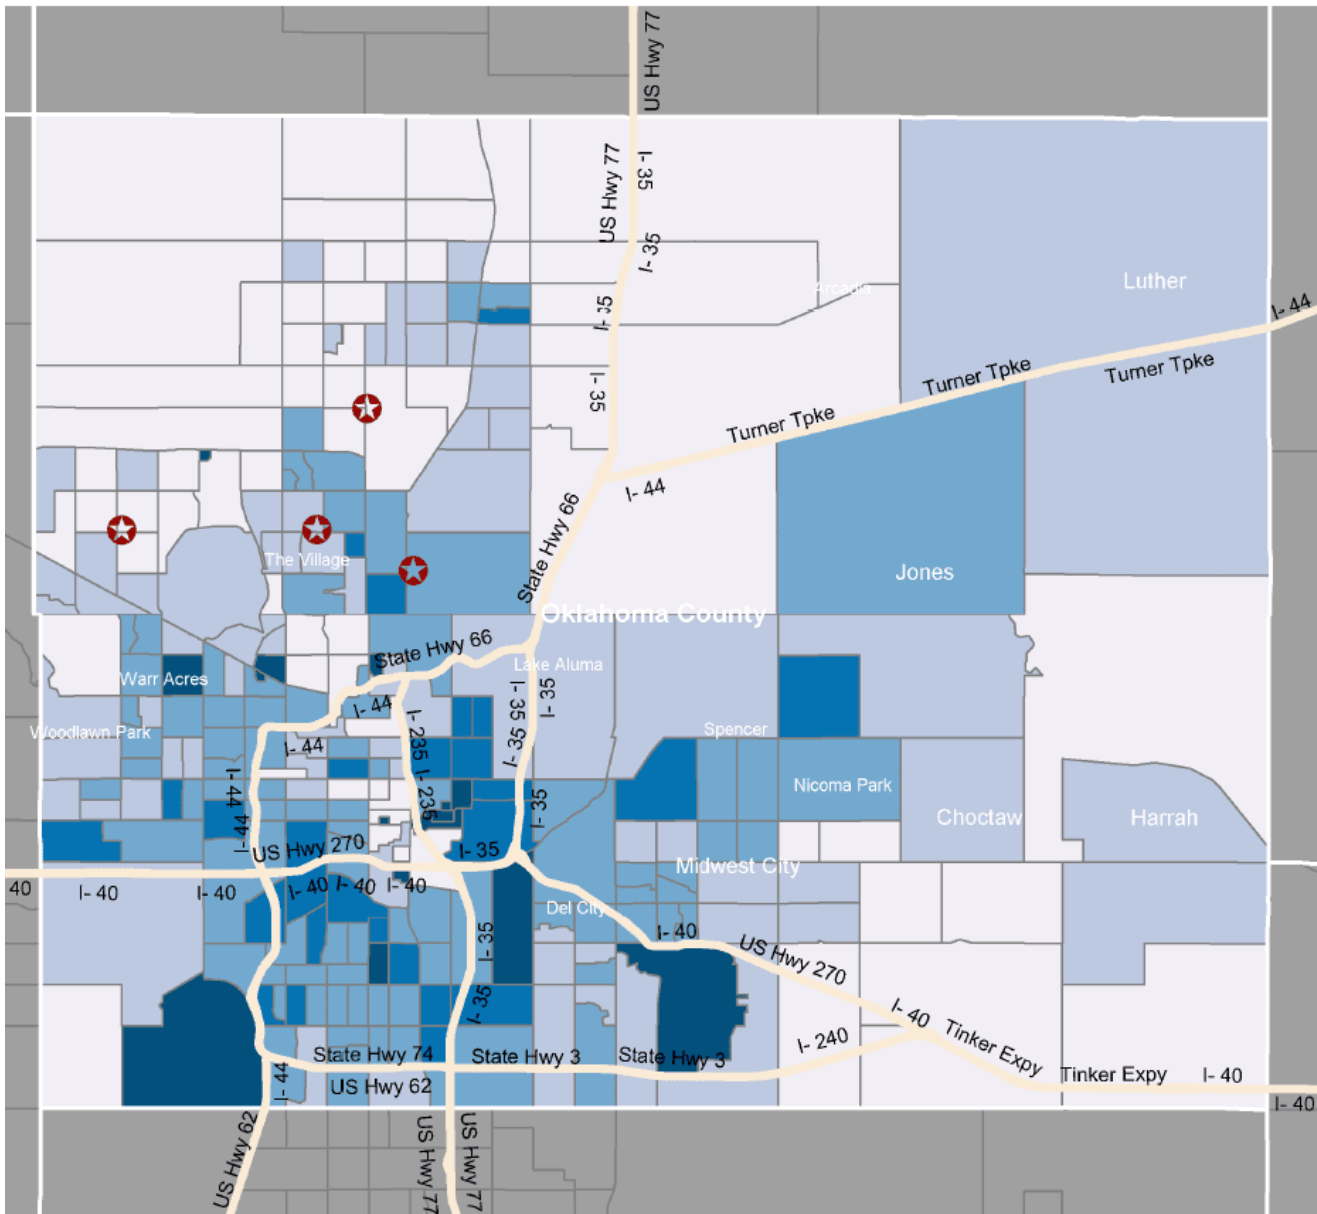 US Hwy 77
US Hwy 77
I- 35
I- 35
Luther
Arcadia
I- 35
I- 44
Turner Tpke
Turner Tpke
I- 35
Turner Tpke
I- 44
State Hwy 66
The Village
Jones
Oklahoma County
State Hwy 66
Lake Aluma
Warr Acres
I- 35
I- 35
I- 44
Woodlawn Park
Spencer
I- 235
I- 44
I- 35
I- 44
I- 235
Nicoma Park
I- 44
I- 35
Choctaw
Harrah
I- 44
US Hwy 270
I- 35
Midwest City
40
I- 40
I- 40
I- 40
I- 40
I- 40
Del City
I- 35
I- 40
US Hwy 270
I- 35
I- 40
I- 240
Tinker Expy
State Hwy 74
State Hwy 3
State Hwy 3
I- 44
US Hwy 62
Tinker Expy
I- 40
I- 40
US Hwy 62
US Hwy 77
US Hwy 77